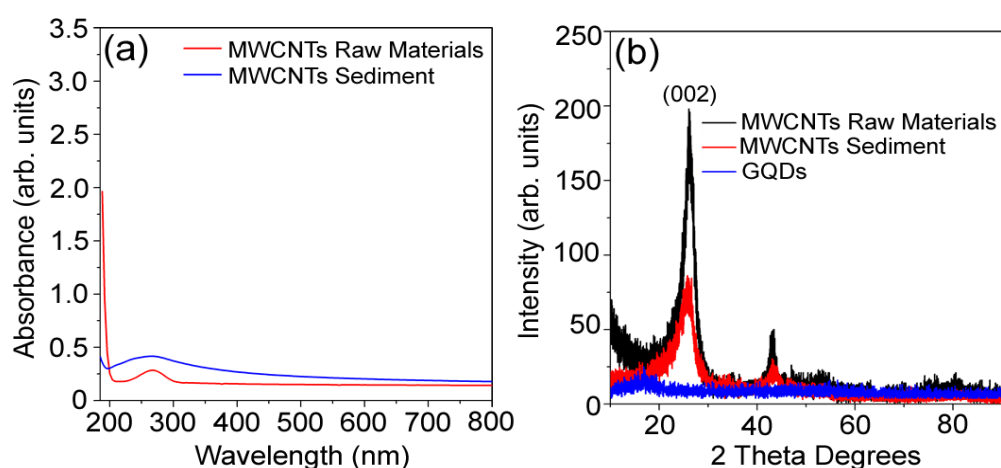 (a)
MWCNTs Raw Materials
MWCNTs Sediment
3.5
3.0
2.5
2.0
1.5
1.0
0.5
0
200 300 400 500 600 700 800
Absorbance (arb. units)
Wavelength (nm)
(b)
(002)
MWCNTs Raw Materials
MWCNTs Sediment
GQDs
250
200
150
100
50
0
20 40 60 80
Intensity (arb. units)
2 Theta Degrees